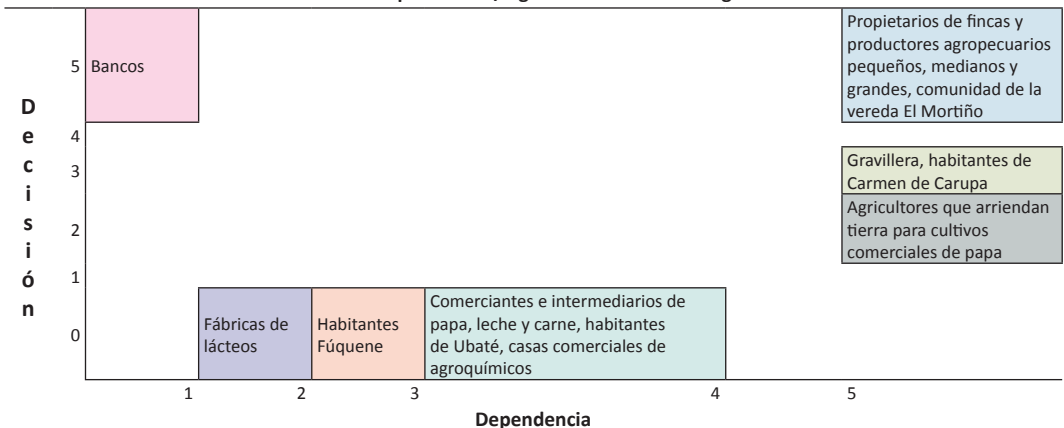 5
Bancos
Propietarios de fincas y
productores agropecuarios
pequeños, medianos y
grandes, comunidad de la
vereda El Mortiño
Decisión
4
3
Gravillera, habitantes de
Carmen de Carupa
2
Agricultores que arriendan
tierra para cultivos
comerciales de papa
1
0
Fábricas de
lácteos
Habitantes
Fúquene
Comerciantes e intermediarios de
papa, leche y carne, habitantes
de Ubaté, casas comerciales de
agroquímicos
1 2 3 4 5
Dependencia